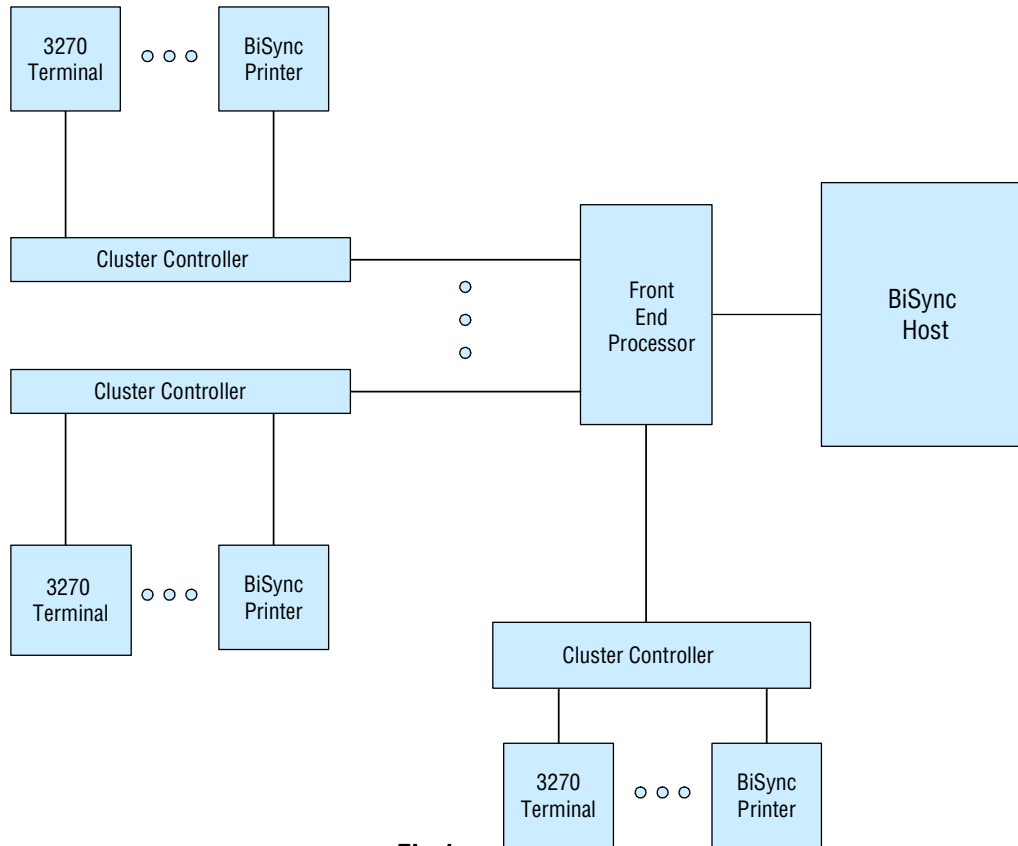 3270
Terminal
BiSync
Printer
Cluster Controller
Front
End
Processor
BiSync
Host
Cluster Controller
3270
Terminal
BiSync
Printer
Cluster Controller
3270
Terminal
BiSync
Printer